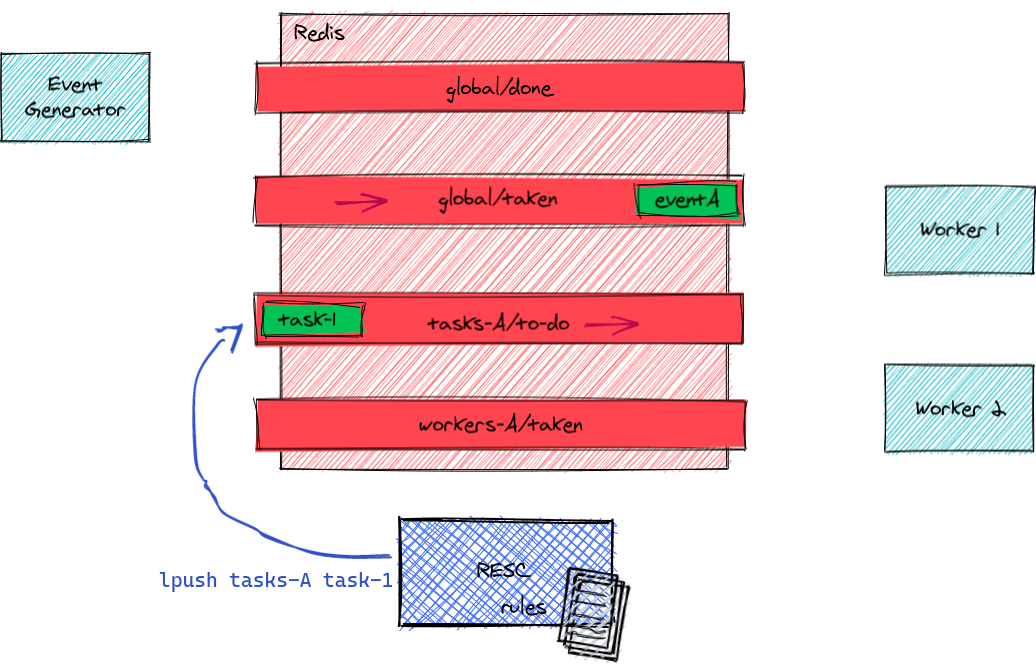 Redis
Event
Generator
global/done
global/taken
eventA
Worker 1
task-1
tasks-A/to-do
Worker 2
workers-A/taken
RESC
rules
lpush tasks-A task-1